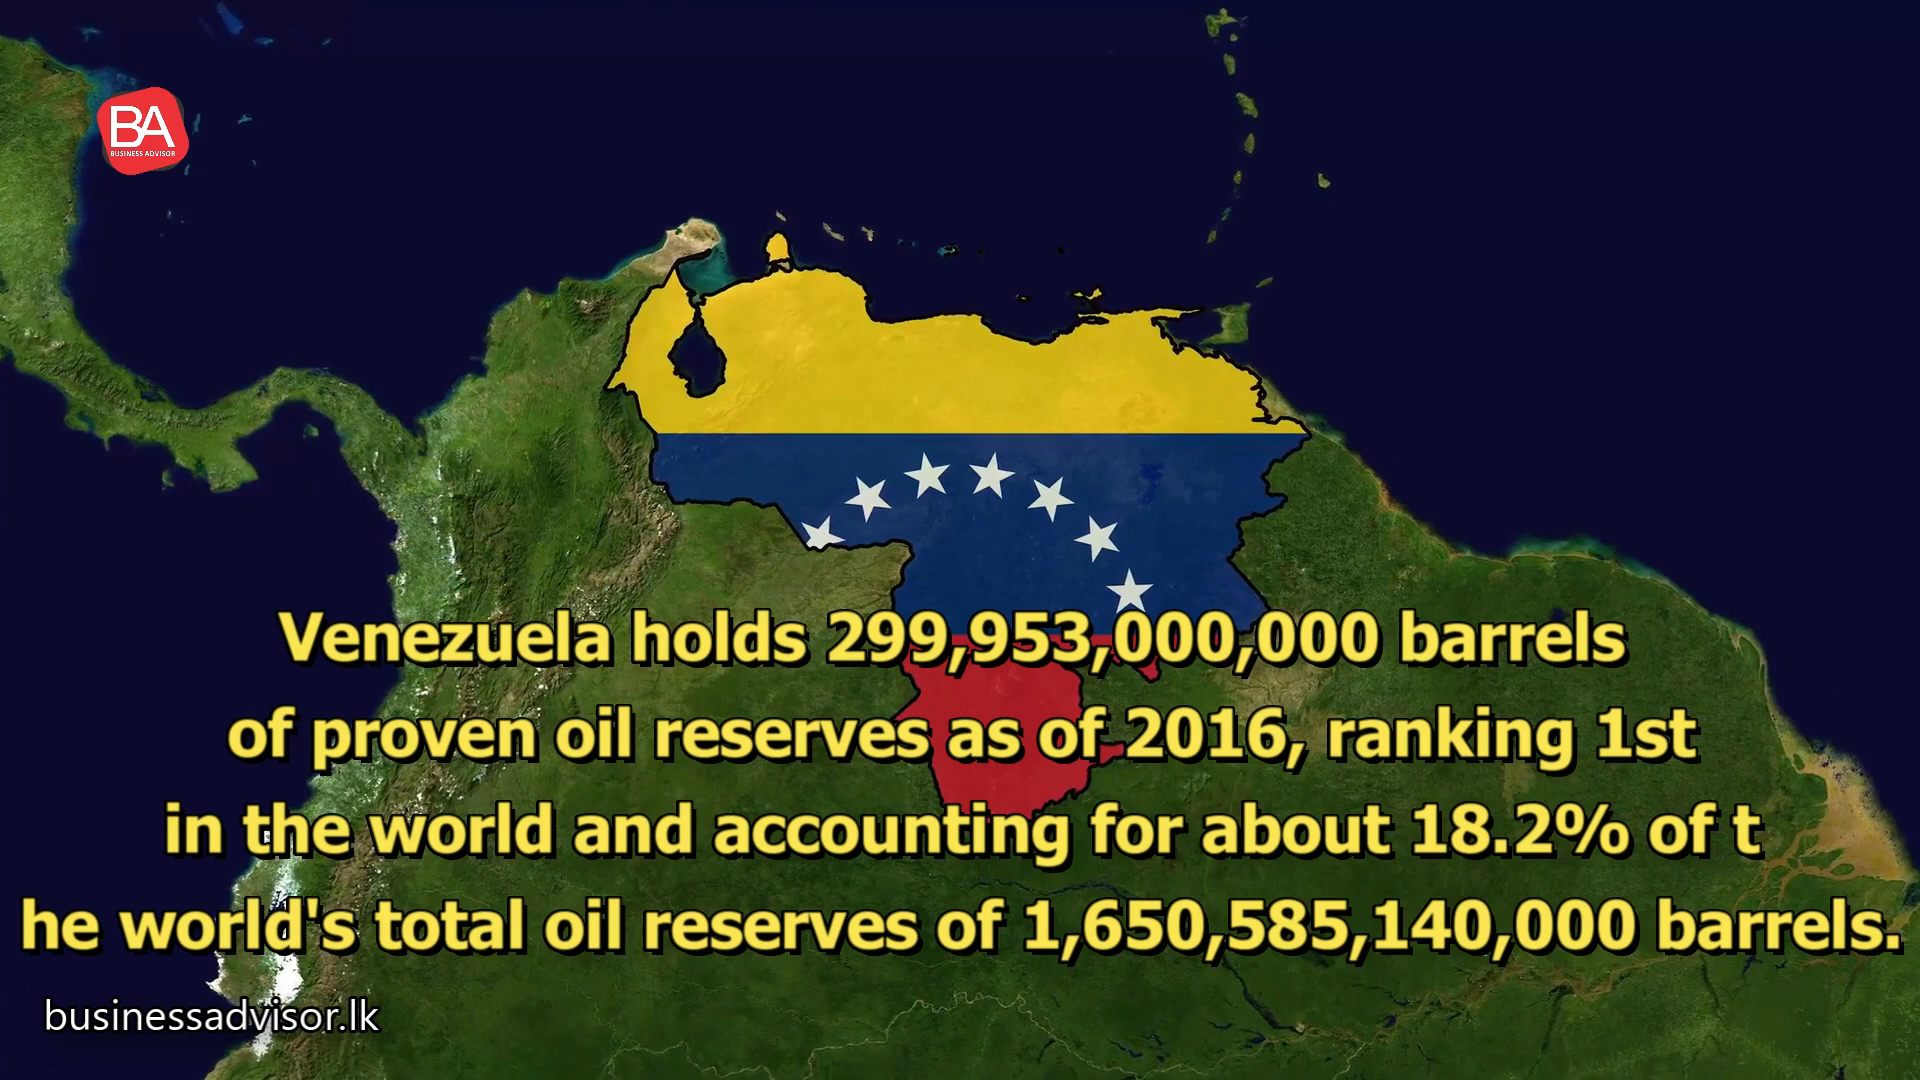 BA
BUSINESS ADVISOR
Venezuela holds 299,953,000,000 barrels
of proven oil reserves as of 2016, ranking 1st
in the world and accounting for about 18.2% of t
he world's total oil reserves of 1,650,585,140,000 barrels.
businessadvisor.lk